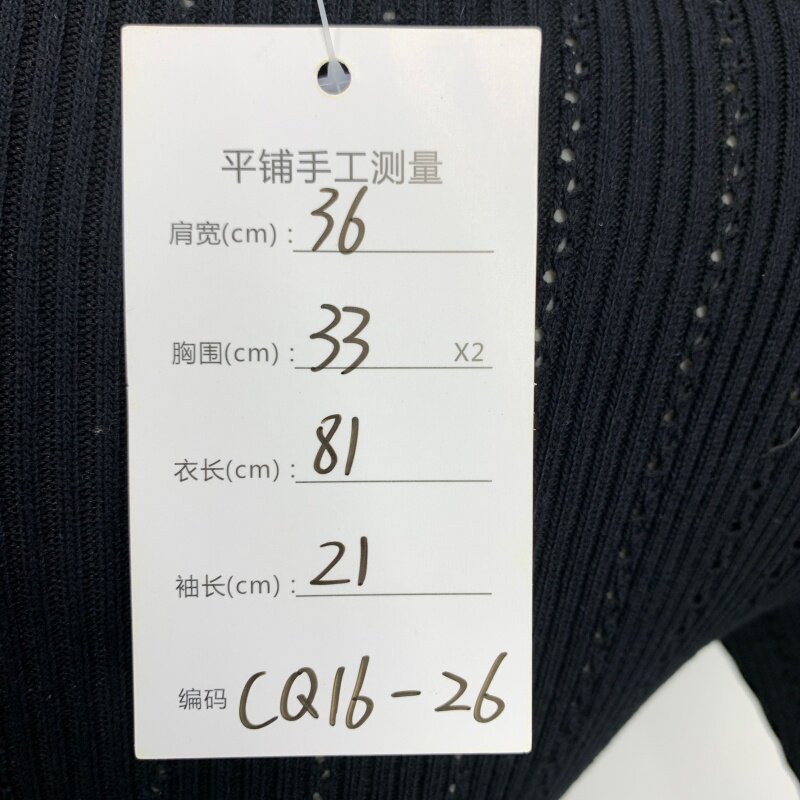 平铺手工测量
肩宽(cm)：36
胸围(cm)：33 X2
衣长(cm)：81
袖长(cm)：21
编码 CQ16-26